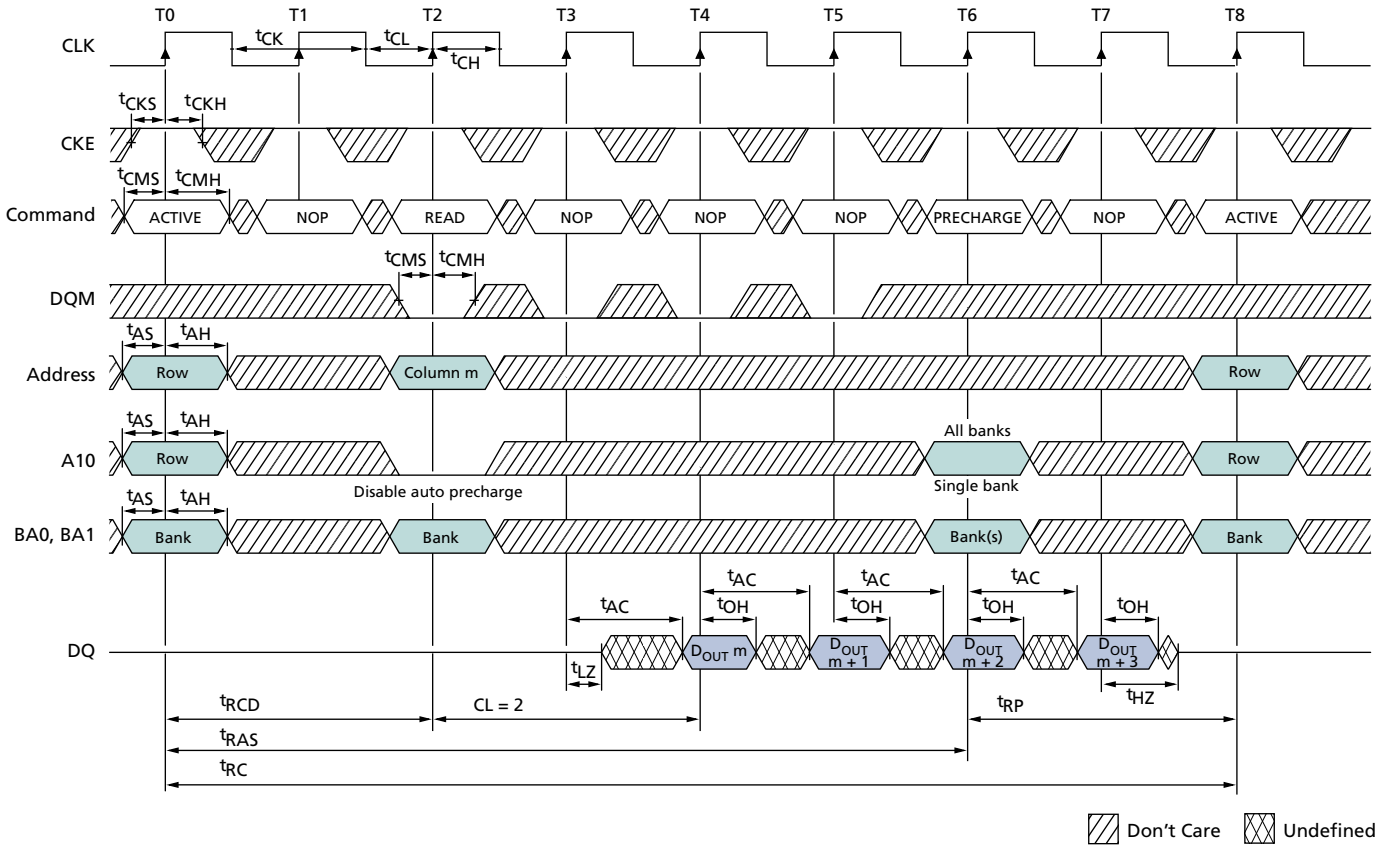 T0 T1 T2 T3 T4 T5 T6 T7 T8
CLK
tCK tCL tCH
tCKS tCKH
CKE
tCMS tCMH
Command ACTIVE NOP READ NOP NOP NOP PRECHARGE NOP ACTIVE
tCMS tCMH
DQM
tAS tAH
Address Row Column m Row
tAS tAH All banks
A10 Row Row
Disable auto precharge Single bank
tAS tAH
BA0, BA1 Bank Bank Bank(s) Bank
tAC tAC tAC tAC
tOH tOH tOH tOH
DQ DOUT m DOUT m + 1 DOUT m + 2 DOUT m + 3
tLZ tHZ
tRCD CL = 2 tRP
tRAS
tRC
Don't Care Undefined